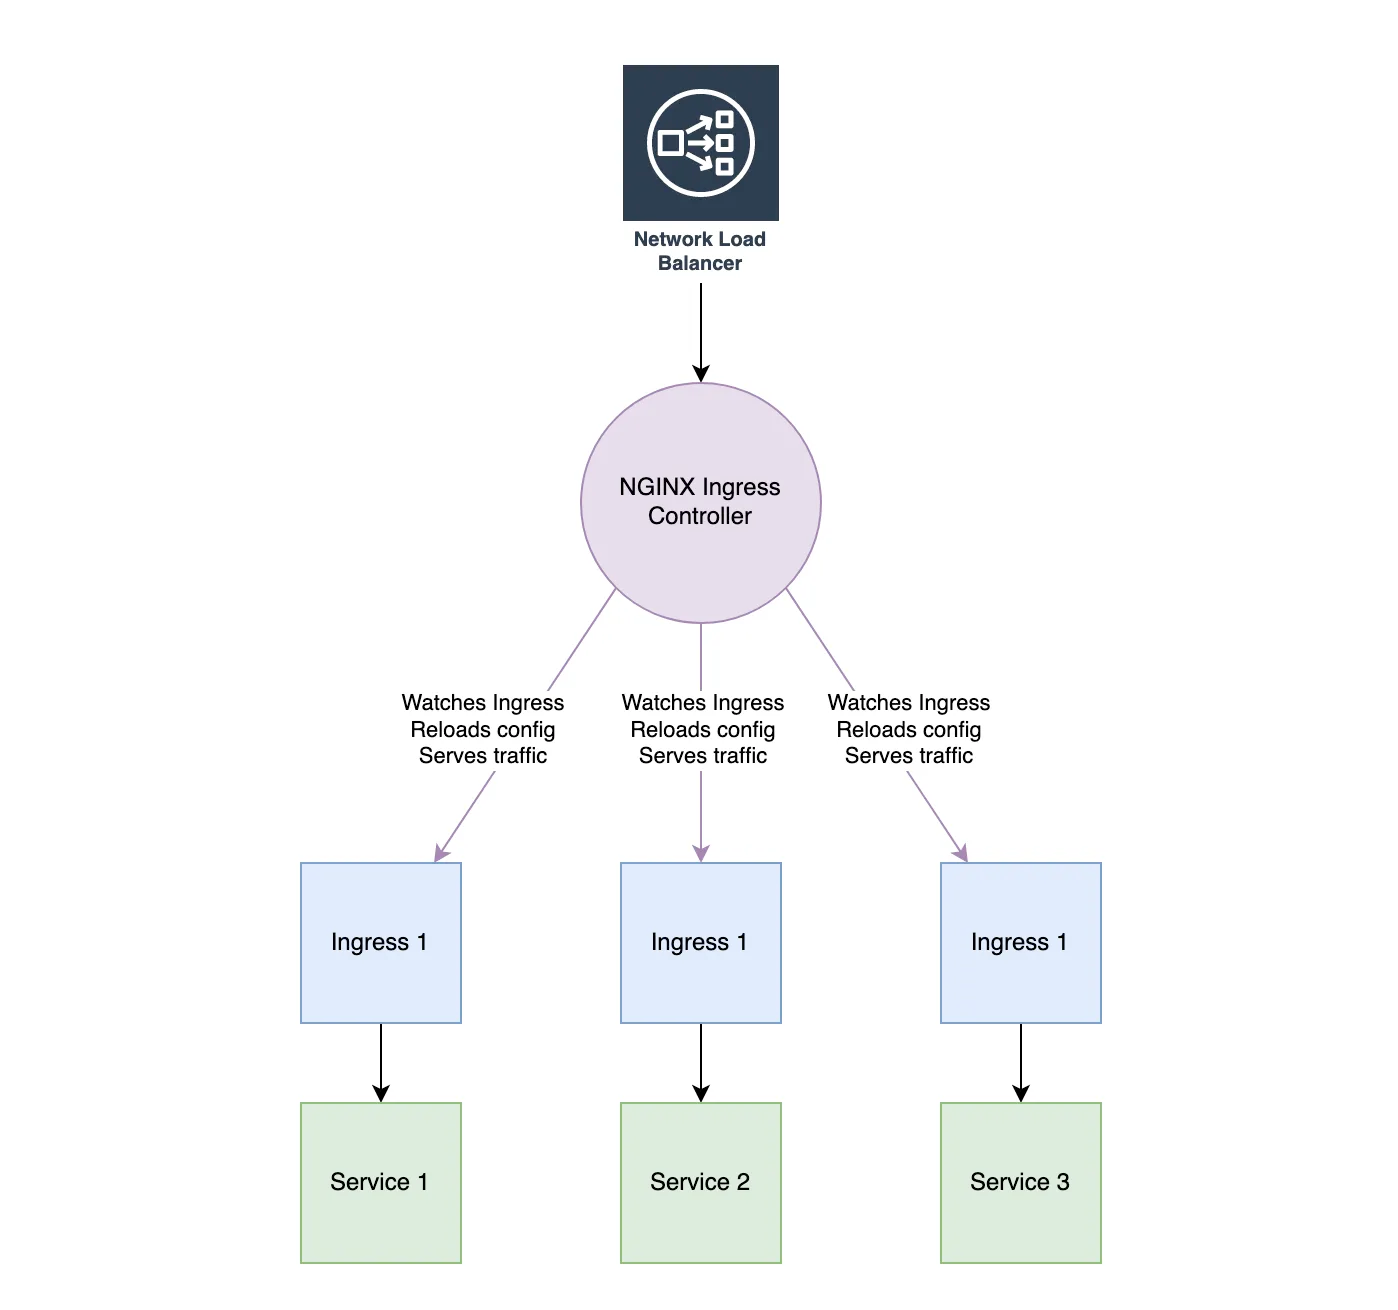 Network Load
Balancer
NGINX Ingress
Controller
Watches Ingress
Reloads config
Serves traffic
Watches Ingress
Reloads config
Serves traffic
Watches Ingress
Reloads config
Serves traffic
Ingress 1
Ingress 1
Ingress 1
Service 1
Service 2
Service 3